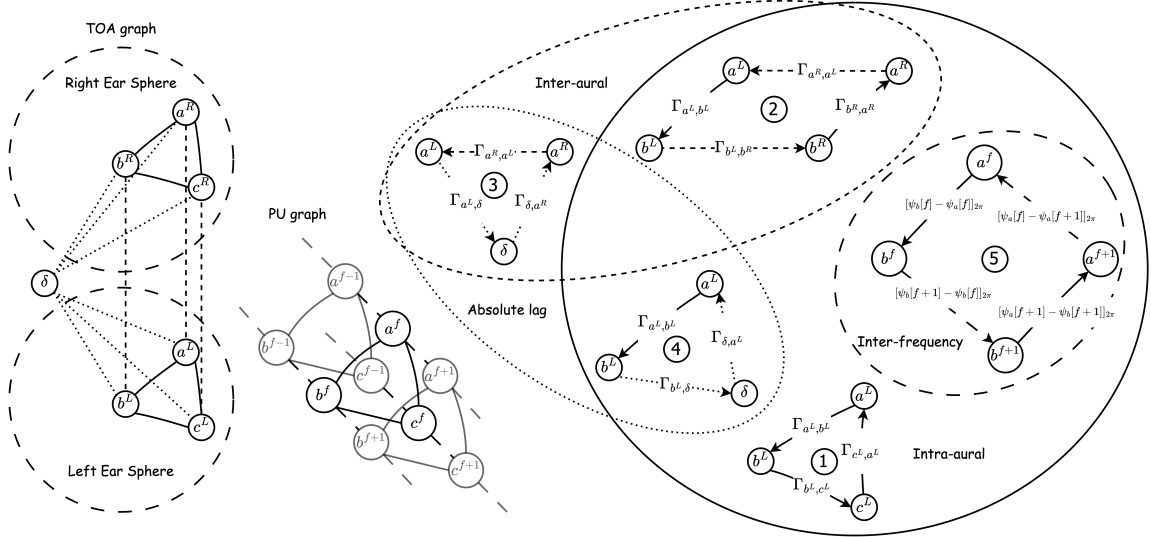 TOA graph
Right Ear Sphere
a^R
b^R
c^R
δ
a^L
b^L
c^L
Left Ear Sphere
PU graph
a^{f-1}
b^{f-1}
c^{f-1}
a^f
b^f
c^f
a^{f+1}
b^{f+1}
c^{f+1}
Inter-aural
a^L
Γ_{a^R,a^L}
a^R
Γ_{a^L,b^L}
2
Γ_{b^R,a^R}
b^L
Γ_{b^L,b^R}
b^R
a^L
Γ_{a^R,a^L}
a^R
3
Γ_{a^L,δ}
Γ_{δ,a^R}
δ
Absolute lag
a^L
Γ_{a^L,b^L}
Γ_{δ,a^L}
4
b^L
Γ_{b^L,δ}
δ
a^f
[ψ_b[f] − ψ_a[f]]_{2π}
[ψ_a[f] − ψ_a[f+1]]_{2π}
b^f
5
a^{f+1}
[ψ_b[f+1] − ψ_b[f]]_{2π}
[ψ_a[f+1] − ψ_b[f+1]]_{2π}
Inter-frequency
b^{f+1}
a^L
Γ_{a^L,b^L}
b^L
1
Γ_{c^L,a^L}
Γ_{b^L,c^L}
c^L
Intra-aural